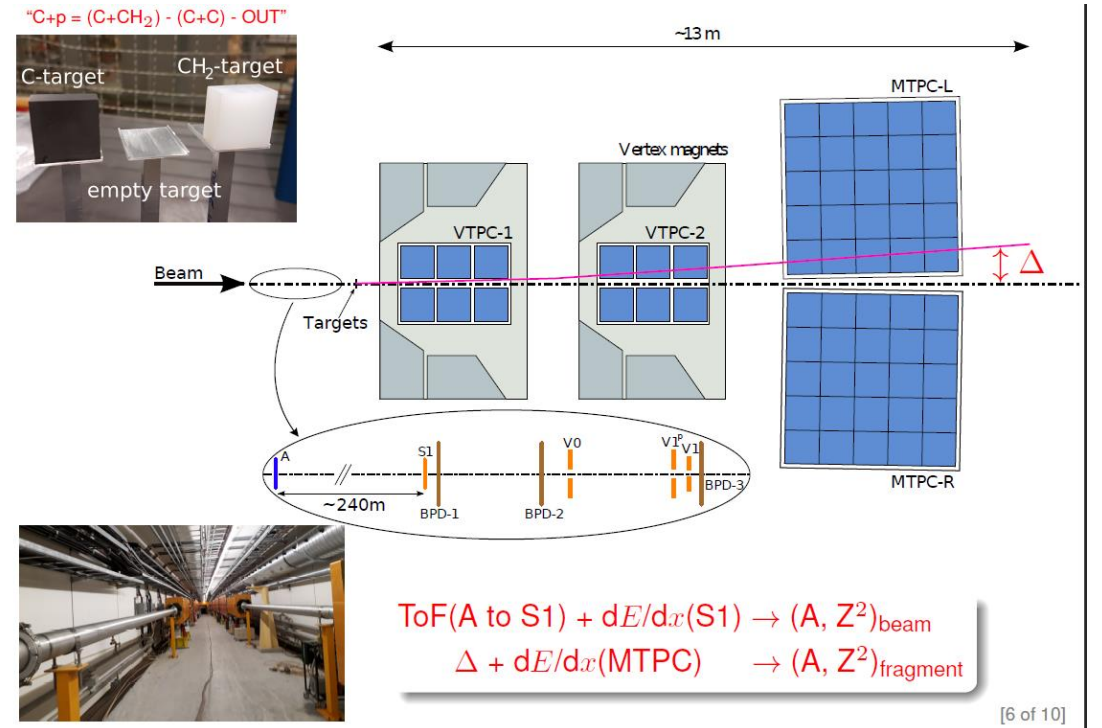 "C+p = (C+CH₂) - (C+C) - OUT"
C-target
CH₂-target
empty target
~13 m
MTPC-L
Vertex magnets
VTPC-1
VTPC-2
Δ
Beam
Targets
A
S1
V0
V1ᵖ
V1
~240m
BPD-1
BPD-2
BPD-3
MTPC-R
ToF(A to S1) + dE/dx(S1) → (A, Z²)beam
Δ + dE/dx(MTPC) → (A, Z²)fragment
[6 of 10]